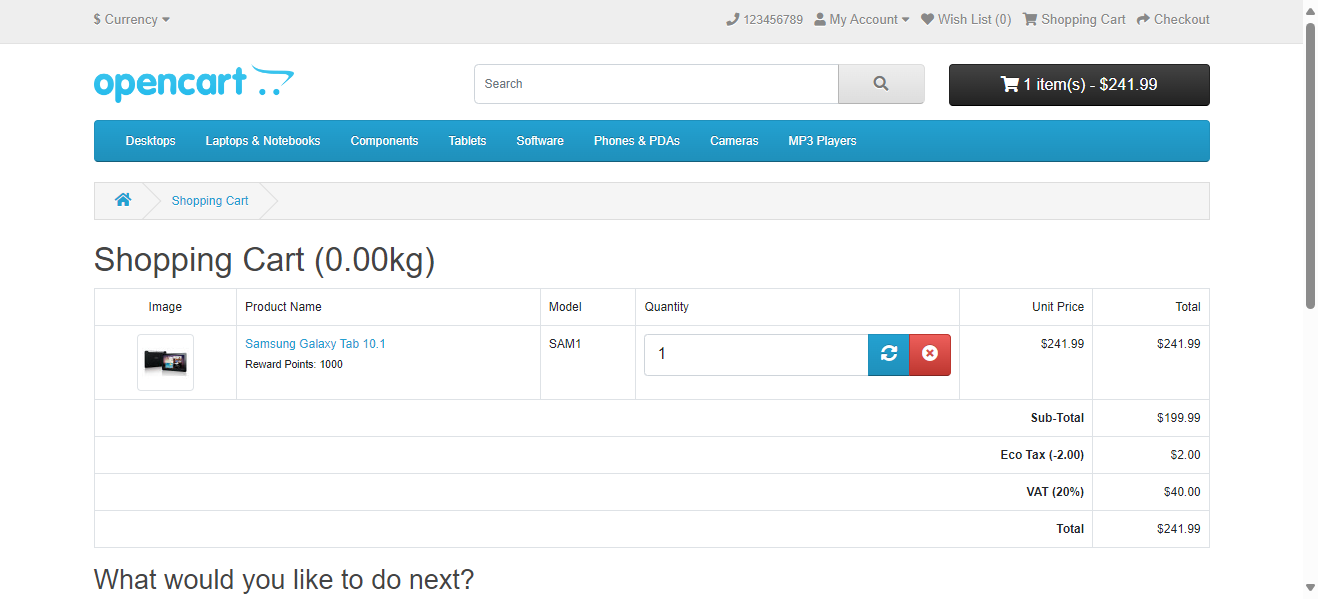 $ Currency 123456789 My Account Wish List (0) Shopping Cart Checkout
opencart
Search
1 item(s) - $241.99
Desktops Laptops & Notebooks Components Tablets Software Phones & PDAs Cameras MP3 Players
Shopping Cart
Shopping Cart (0.00kg)
Image Product Name Model Quantity Unit Price Total
Samsung Galaxy Tab 10.1 SAM1 1 $241.99 $241.99
Reward Points: 1000
Sub-Total $199.99
Eco Tax (-2.00) $2.00
VAT (20%) $40.00
Total $241.99
What would you like to do next?